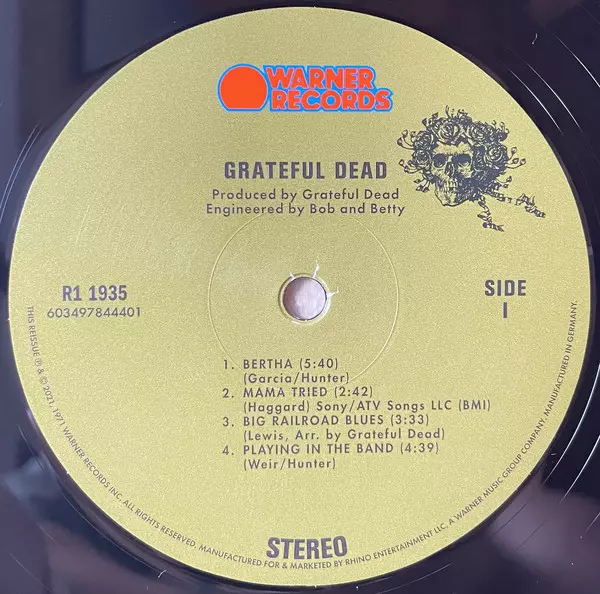 WARNER
RECORDS
GRATEFUL DEAD
Produced by Grateful Dead
Engineered by Bob and Betty
R1 1935
603497844401
SIDE
I
1. BERTHA (5:40)
(Garcia/Hunter)
2. MAMA TRIED (2:42)
(Haggard) Sony/ATV Songs LLC (BMI)
3. BIG RAILROAD BLUES (3:33)
(Lewis, Arr. by Grateful Dead)
4. PLAYING IN THE BAND (4:39)
(Weir/Hunter)
STEREO
THIS REISSUE ℗ & © 2021, 1971 WARNER RECORDS INC. ALL RIGHTS RESERVED. MANUFACTURED FOR & MARKETED BY RHINO ENTERTAINMENT LLC, A WARNER MUSIC GROUP COMPANY. MANUFACTURED IN GERMANY.